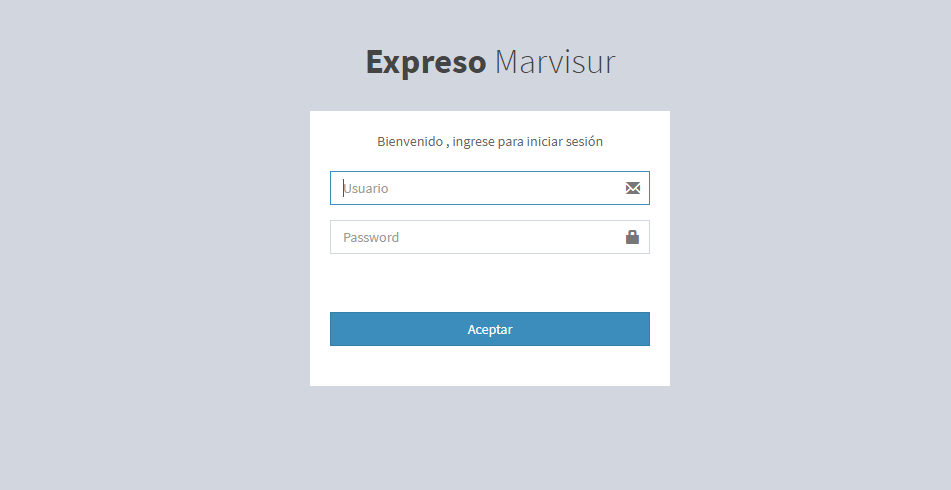 Expreso Marvisur
Bienvenido , ingrese para iniciar sesión
Usuario
Password
Aceptar